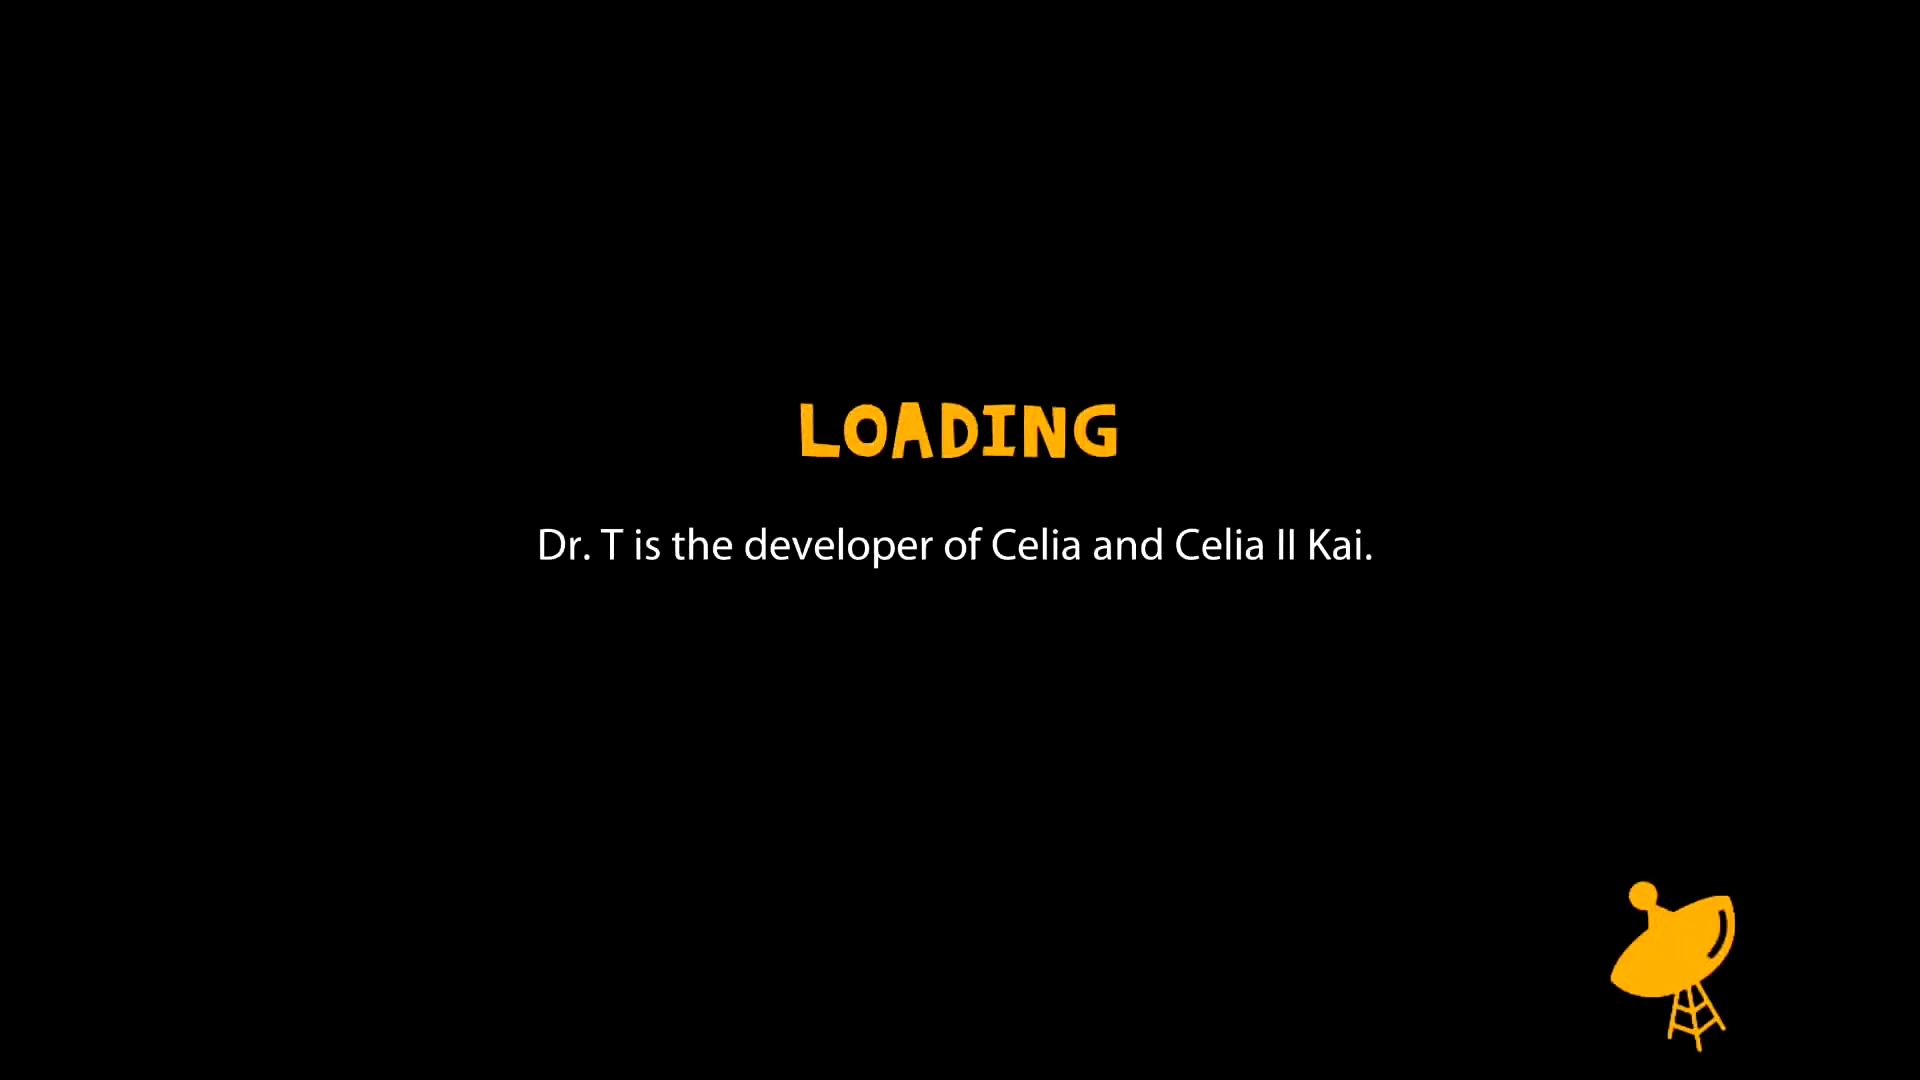 LOADING
Dr. T is the developer of Celia and Celia II Kai.